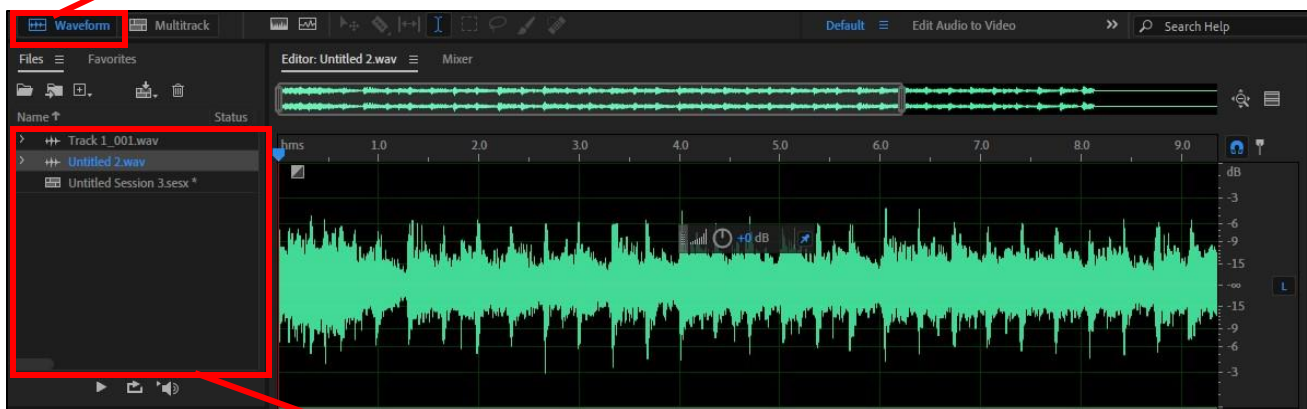 Waveform Multitrack Default Edit Audio to Video Search Help
Files Favorites Editor: Untitled 2.wav Mixer
Name Status
Track 1_001.wav
Untitled 2.wav
Untitled Session 3.sesx *
hms 1.0 2.0 3.0 4.0 5.0 6.0 7.0 8.0 9.0
dB
-3
-6
-9
-15
-∞
-15
-9
-6
-3
+0 dB
L